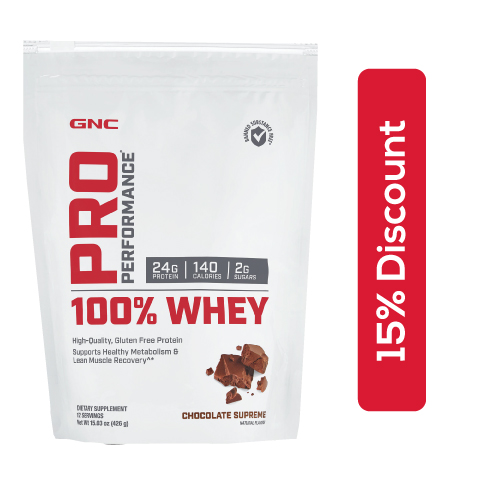 GNC
BANNED SUBSTANCE FREE^
PRO
PERFORMANCE®
24G PROTEIN | 140 CALORIES | 2G SUGARS
100% WHEY
High-Quality, Gluten Free Protein
Supports Healthy Metabolism &
Lean Muscle Recovery^^
DIETARY SUPPLEMENT
17 SERVINGS
Net Wt 15.03 oz (426 g)
CHOCOLATE SUPREME
NATURAL FLAVOR
15% Discount